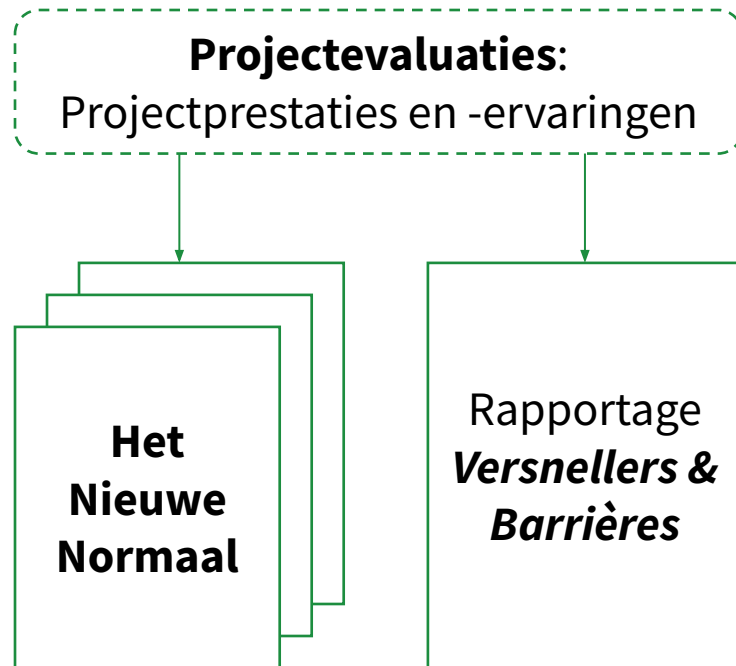 Projectevaluaties:
Projectprestaties en -ervaringen
Het
Nieuwe
Normaal
Rapportage
Versnellers &
Barrières